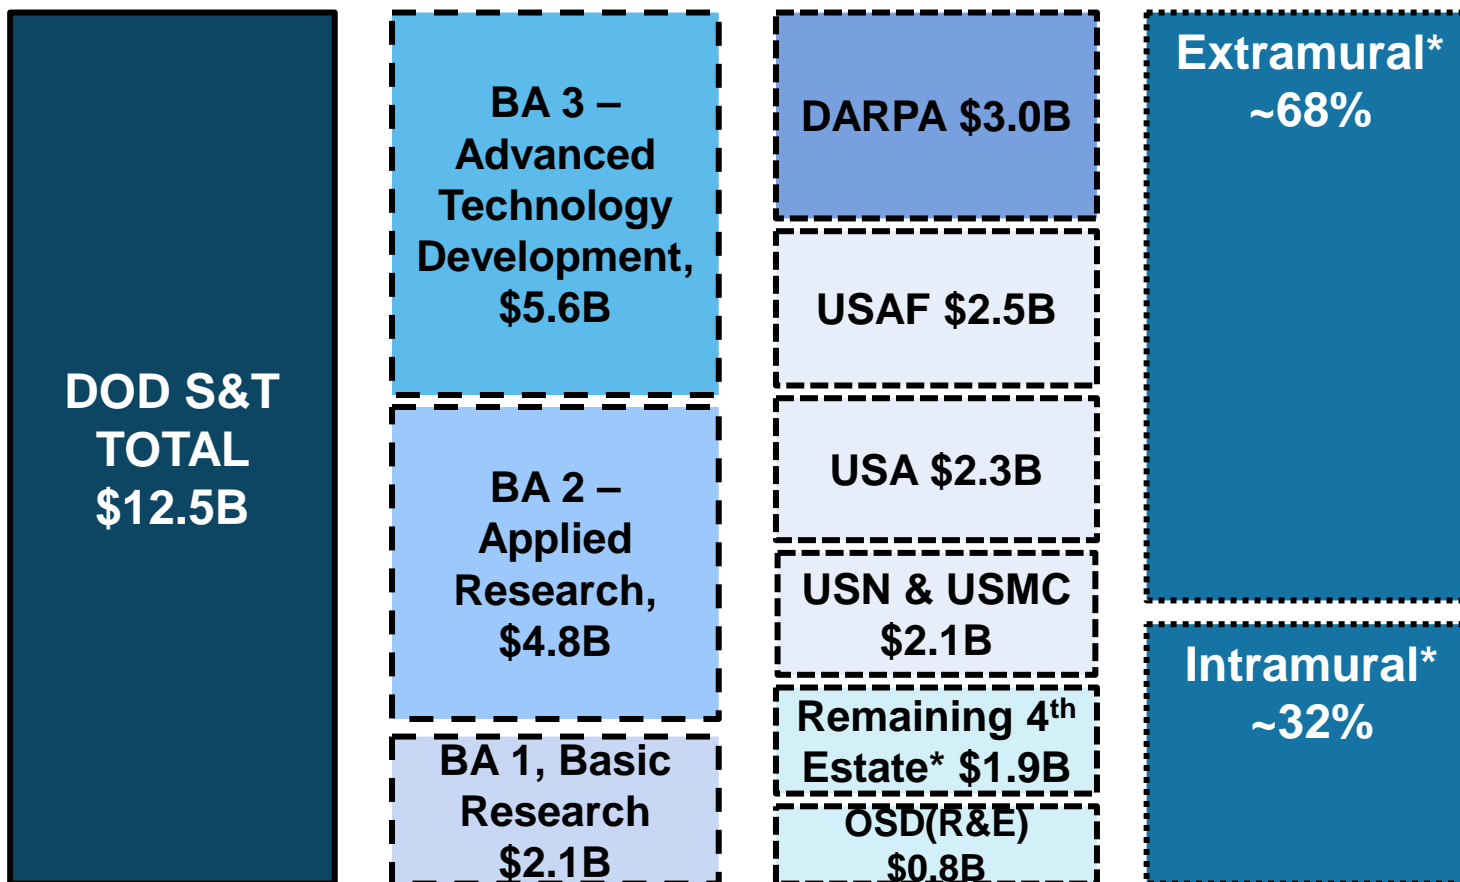 DOD S&T
TOTAL
$12.5B
BA 3 –
Advanced
Technology
Development,
$5.6B
BA 2 –
Applied
Research,
$4.8B
BA 1, Basic
Research
$2.1B
DARPA $3.0B
USAF $2.5B
USA $2.3B
USN & USMC
$2.1B
Remaining 4th
Estate* $1.9B
OSD(R&E)
$0.8B
Extramural*
~68%
Intramural*
~32%